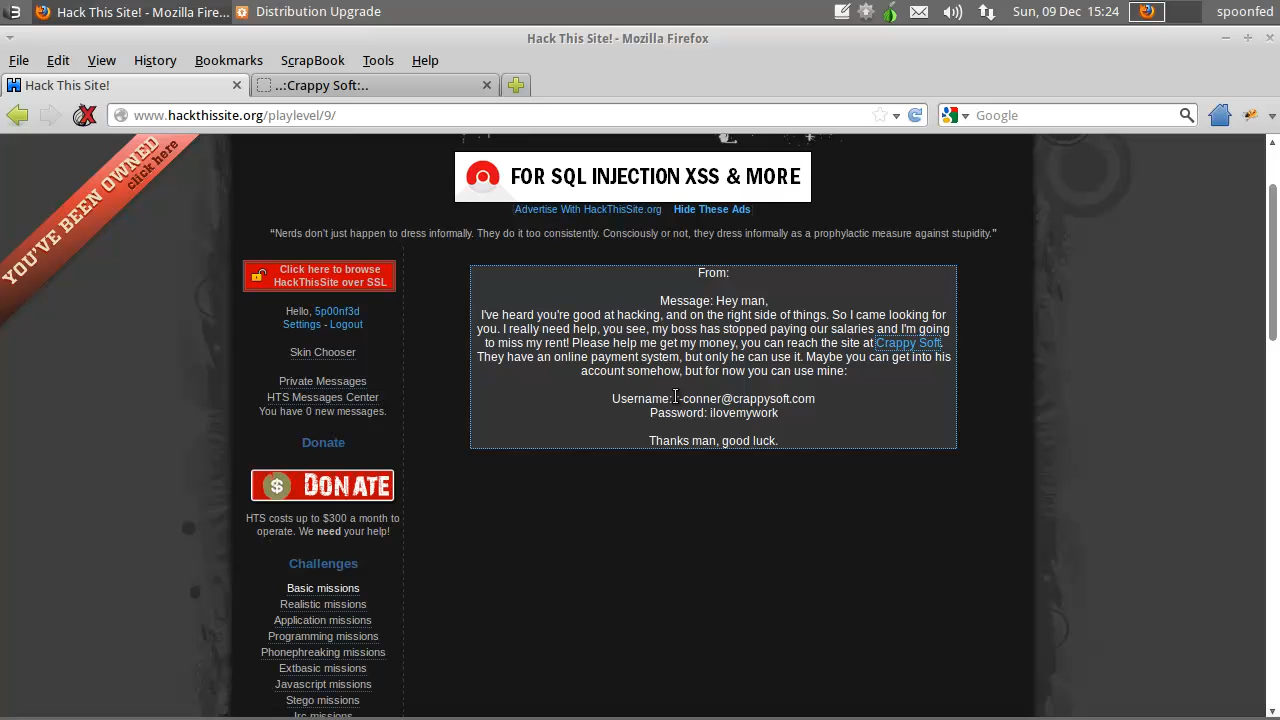 Hack This Site! - Mozilla Fire...
Distribution Upgrade
Sun, 09 Dec 15:24
spoonfed
Hack This Site! - Mozilla Firefox
File Edit View History Bookmarks ScrapBook Tools Help
Hack This Site!
..:Crappy Soft:..
www.hackthissite.org/playlevel/9/
Google
YOU'VE BEEN OWNED
click here
FOR SQL INJECTION XSS & MORE
Advertise With HackThisSite.org Hide These Ads
“Nerds don't just happen to dress informally. They do it too consistently. Consciously or not, they dress informally as a prophylactic measure against stupidity.”
Click here to browse
HackThisSite over SSL
Hello, 5p00nf3d
Settings - Logout
Skin Chooser
Private Messages
HTS Messages Center
You have 0 new messages.
Donate
DONATE
HTS costs up to $300 a month to
operate. We need your help!
Challenges
Basic missions
Realistic missions
Application missions
Programming missions
Phonephreaking missions
Extbasic missions
Javascript missions
Stego missions
Irc missions
From:
Message: Hey man,
I've heard you're good at hacking, and on the right side of things. So I came looking for
you. I really need help, you see, my boss has stopped paying our salaries and I'm going
to miss my rent! Please help me get my money, you can reach the site at Crappy Soft.
They have an online payment system, but only he can use it. Maybe you can get into his
account somehow, but for now you can use mine:
Username: -conner@crappysoft.com
Password: ilovemywork
Thanks man, good luck.